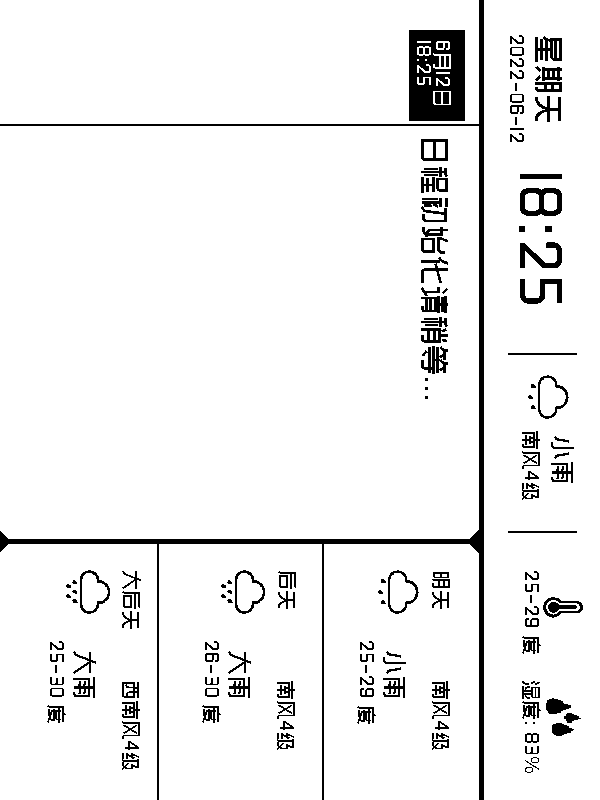 星期天
2022-06-12
18:25
小雨
南风4级
25-29 度
湿度: 83%
6月12日
18:25
日程初始化请稍等...
明天
南风4级
小雨
25-29 度
后天
南风4级
大雨
26-30 度
大后天
西南风4级
大雨
25-30 度